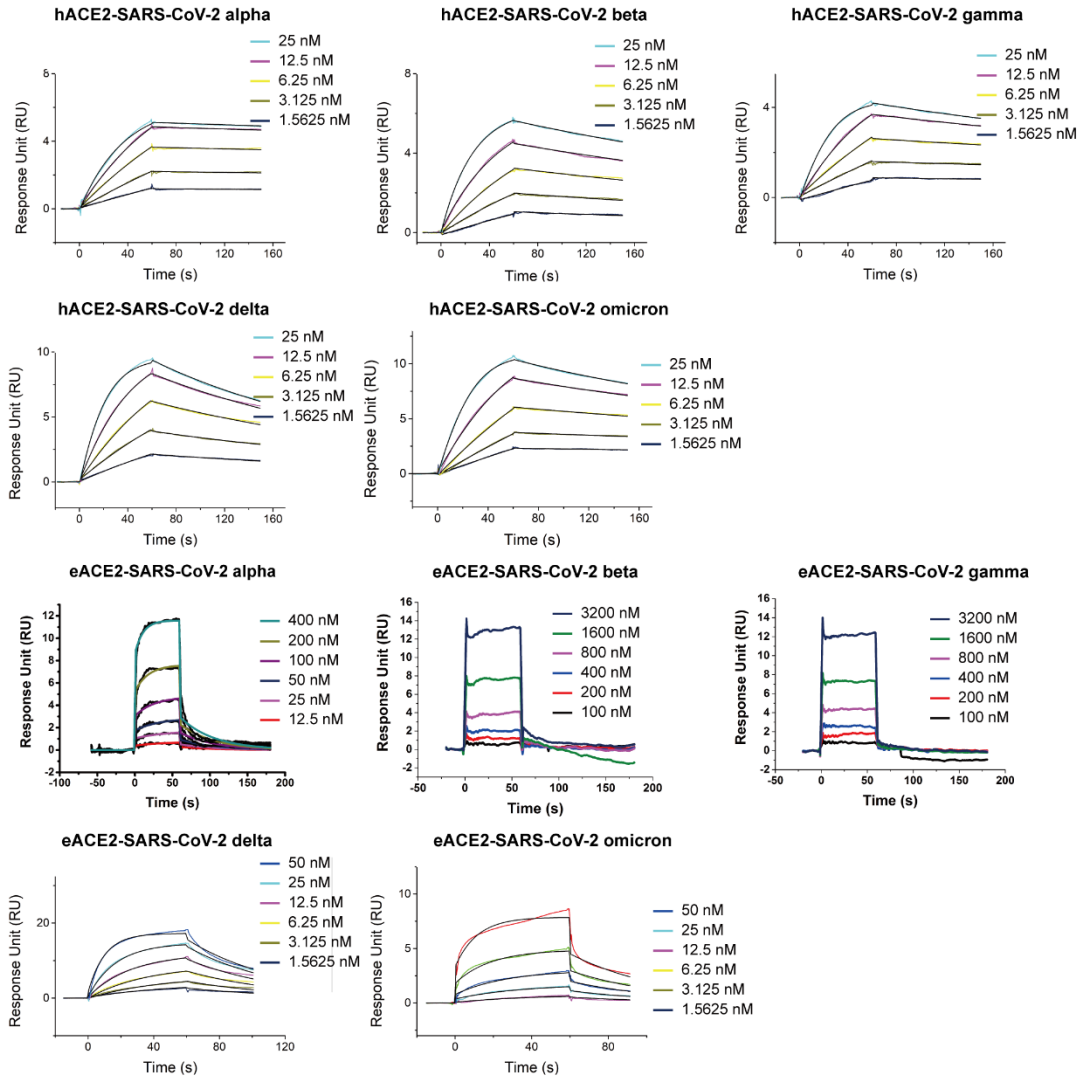 hACE2-SARS-CoV-2 alpha
25 nM
12.5 nM
6.25 nM
3.125 nM
1.5625 nM
8
4
0
Response Unit (RU)
0 40 80 120 160
Time (s)
hACE2-SARS-CoV-2 beta
25 nM
12.5 nM
6.25 nM
3.125 nM
1.5625 nM
8
4
0
Response Unit (RU)
0 40 80 120 160
Time (s)
hACE2-SARS-CoV-2 gamma
25 nM
12.5 nM
6.25 nM
3.125 nM
1.5625 nM
4
0
Response Unit (RU)
0 40 80 120 160
Time (s)
hACE2-SARS-CoV-2 delta
25 nM
12.5 nM
6.25 nM
3.125 nM
1.5625 nM
10
5
0
Response Unit (RU)
0 40 80 120 160
Time (s)
hACE2-SARS-CoV-2 omicron
25 nM
12.5 nM
6.25 nM
3.125 nM
1.5625 nM
10
5
0
Response Unit (RU)
0 40 80 120 160
Time (s)
eACE2-SARS-CoV-2 alpha
400 nM
200 nM
100 nM
50 nM
25 nM
12.5 nM
12
10
8
6
4
2
0
-2
Response Unit (RU)
-100 -50 0 50 100 150 200
Time (s)
eACE2-SARS-CoV-2 beta
3200 nM
1600 nM
800 nM
400 nM
200 nM
100 nM
16
14
12
10
8
6
4
2
0
-2
-4
Response Unit (RU)
-50 0 50 100 150 200
Time (s)
eACE2-SARS-CoV-2 gamma
3200 nM
1600 nM
800 nM
400 nM
200 nM
100 nM
16
14
12
10
8
6
4
2
0
-2
Response Unit (RU)
-50 0 50 100 150 200
Time (s)
eACE2-SARS-CoV-2 delta
50 nM
25 nM
12.5 nM
6.25 nM
3.125 nM
1.5625 nM
20
0
Response Unit (RU)
0 40 80 120
Time (s)
eACE2-SARS-CoV-2 omicron
50 nM
25 nM
12.5 nM
6.25 nM
3.125 nM
1.5625 nM
10
5
0
Response Unit (RU)
0 40 80
Time (s)